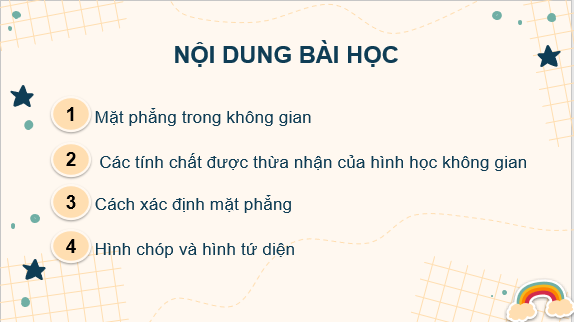 NỘI DUNG BÀI HỌC
1 Mặt phẳng trong không gian
2 Các tính chất được thừa nhận của hình học không gian
3 Cách xác định mặt phẳng
4 Hình chóp và hình tứ diện